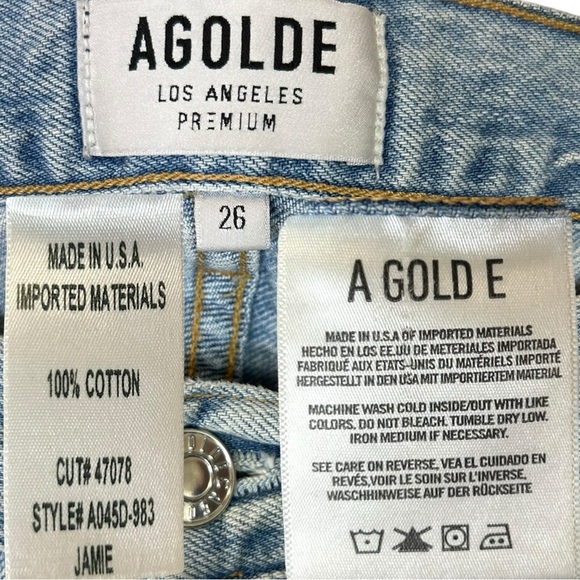 AGOLDE
LOS ANGELES
PREMIUM
26
MADE IN U.S.A.
IMPORTED MATERIALS
100% COTTON
CUT# 47078
STYLE# A045D-983
JAMIE
A GOLD E
MADE IN U.S.A OF IMPORTED MATERIALS
HECHO EN LOS EE.UU DE METERIALES IMPORTADA
FABRIQUÉ AUX ETATS-UNIS DU MATÉRIELS IMPORTÉ
HERGESTELLT IN DEN USA MIT IMPORTIERTEM MATERIAL
MACHINE WASH COLD INSIDE/OUT WITH LIKE
COLORS. DO NOT BLEACH. TUMBLE DRY LOW.
IRON MEDIUM IF NECESSARY.
SEE CARE ON REVERSE, VEA EL CUIDADO EN
REVÉS,VOIR LE SOIN SUR L'INVERSE,
WASCHHINWEISE AUF DER RÜCKSEITE